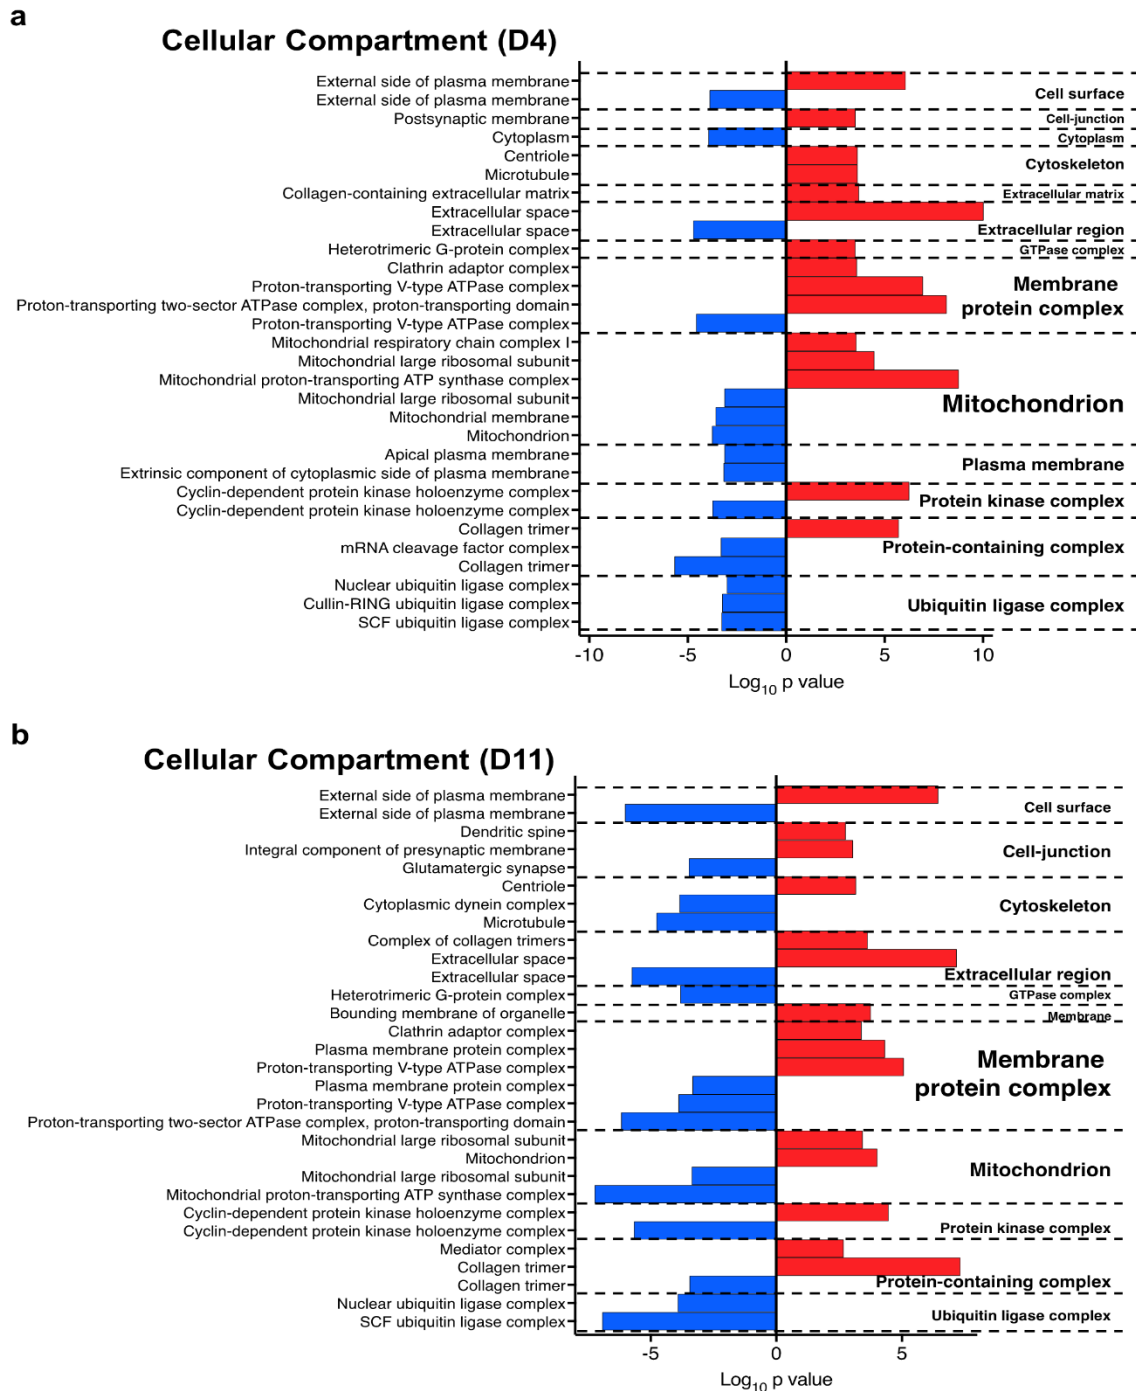 a
Cellular Compartment (D4)
External side of plasma membrane
External side of plasma membrane
Cell surface
Postsynaptic membrane
Cell-junction
Cytoplasm
Cytoplasm
Centriole
Microtubule
Cytoskeleton
Collagen-containing extracellular matrix
Extracellular matrix
Extracellular space
Extracellular space
Extracellular region
Heterotrimeric G-protein complex
GTPase complex
Clathrin adaptor complex
Proton-transporting V-type ATPase complex
Proton-transporting two-sector ATPase complex, proton-transporting domain
Proton-transporting V-type ATPase complex
Membrane
protein complex
Mitochondrial respiratory chain complex I
Mitochondrial large ribosomal subunit
Mitochondrial proton-transporting ATP synthase complex
Mitochondrial large ribosomal subunit
Mitochondrial membrane
Mitochondrion
Mitochondrion
Apical plasma membrane
Extrinsic component of cytoplasmic side of plasma membrane
Plasma membrane
Cyclin-dependent protein kinase holoenzyme complex
Cyclin-dependent protein kinase holoenzyme complex
Protein kinase complex
Collagen trimer
mRNA cleavage factor complex
Collagen trimer
Protein-containing complex
Nuclear ubiquitin ligase complex
Cullin-RING ubiquitin ligase complex
SCF ubiquitin ligase complex
Ubiquitin ligase complex
-10 -5 0 5 10
Log10 p value
b
Cellular Compartment (D11)
External side of plasma membrane
External side of plasma membrane
Cell surface
Dendritic spine
Integral component of presynaptic membrane
Glutamatergic synapse
Cell-junction
Centriole
Cytoplasmic dynein complex
Microtubule
Cytoskeleton
Complex of collagen trimers
Extracellular space
Extracellular space
Extracellular region
Heterotrimeric G-protein complex
GTPase complex
Bounding membrane of organelle
Membrane
Clathrin adaptor complex
Plasma membrane protein complex
Proton-transporting V-type ATPase complex
Plasma membrane protein complex
Proton-transporting V-type ATPase complex
Proton-transporting two-sector ATPase complex, proton-transporting domain
Membrane
protein complex
Mitochondrial large ribosomal subunit
Mitochondrion
Mitochondrial large ribosomal subunit
Mitochondrial proton-transporting ATP synthase complex
Mitochondrion
Cyclin-dependent protein kinase holoenzyme complex
Cyclin-dependent protein kinase holoenzyme complex
Protein kinase complex
Mediator complex
Collagen trimer
Collagen trimer
Protein-containing complex
Nuclear ubiquitin ligase complex
SCF ubiquitin ligase complex
Ubiquitin ligase complex
-5 0 5
Log10 p value